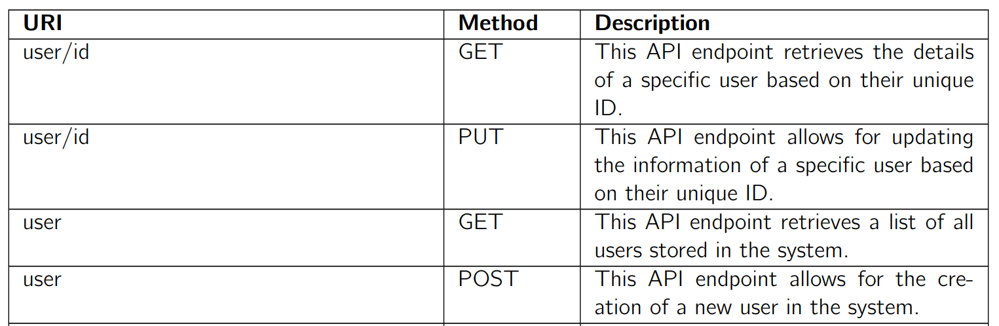 URI Method Description
user/id GET This API endpoint retrieves the details
of a specific user based on their unique
ID.
user/id PUT This API endpoint allows for updating
the information of a specific user based
on their unique ID.
user GET This API endpoint retrieves a list of all
users stored in the system.
user POST This API endpoint allows for the cre-
ation of a new user in the system.